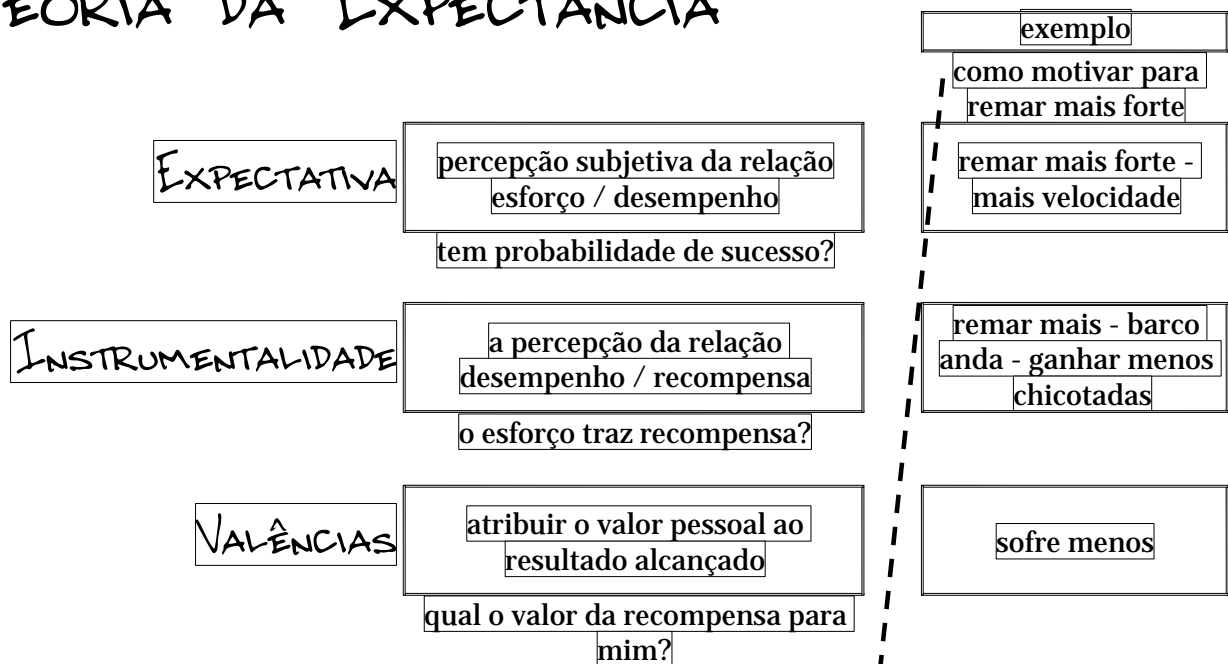 EORIA DA EXPECTÂNCIA
exemplo
como motivar para
remar mais forte
EXPECTATIVA
percepção subjetiva da relação
esforço / desempenho
remar mais forte -
mais velocidade
tem probabilidade de sucesso?
INSTRUMENTALIDADE
a percepção da relação
desempenho / recompensa
remar mais - barco
anda - ganhar menos
chicotadas
o esforço traz recompensa?
VALÊNCIAS
atribuir o valor pessoal ao
resultado alcançado
sofre menos
qual o valor da recompensa para
mim?